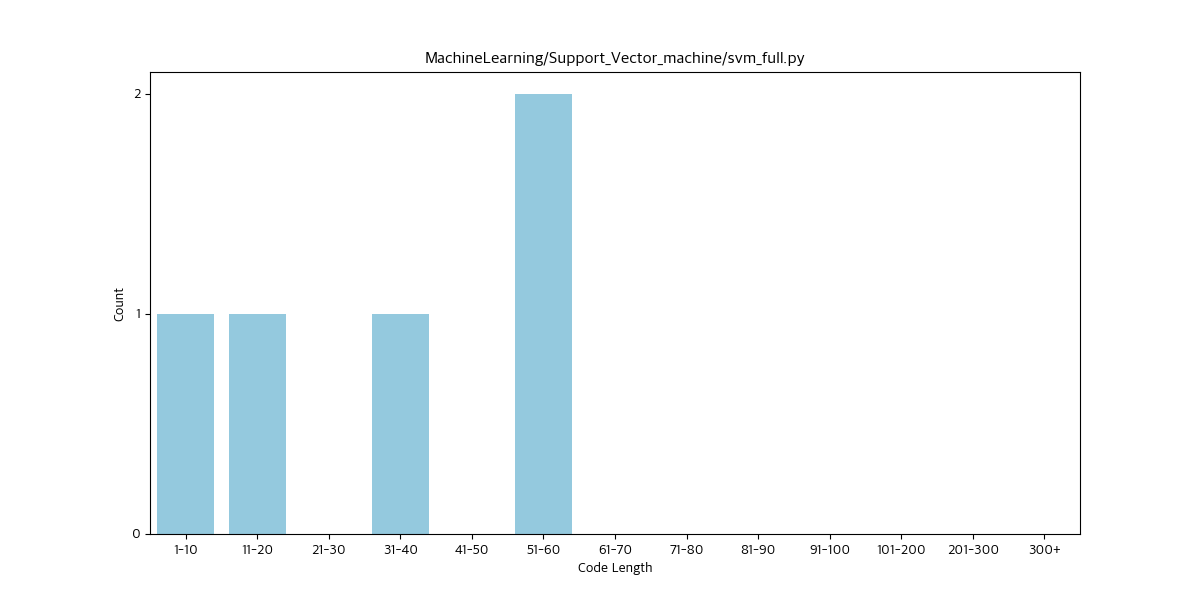 MachineLearning/Support_Vector_machine/svm_full.py
2
1
0
Count
1-10 11-20 21-30 31-40 41-50 51-60 61-70 71-80 81-90 91-100 101-200 201-300 300+
Code Length